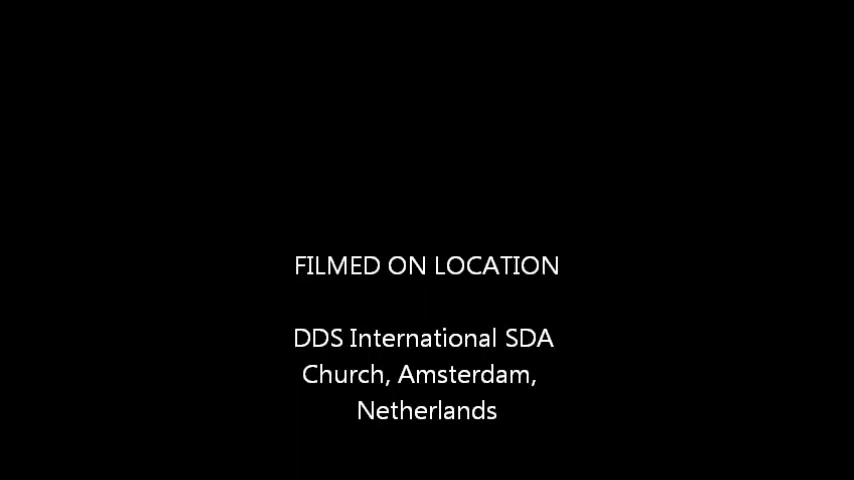 FILMED ON LOCATION
DDS International SDA
Church, Amsterdam,
Netherlands